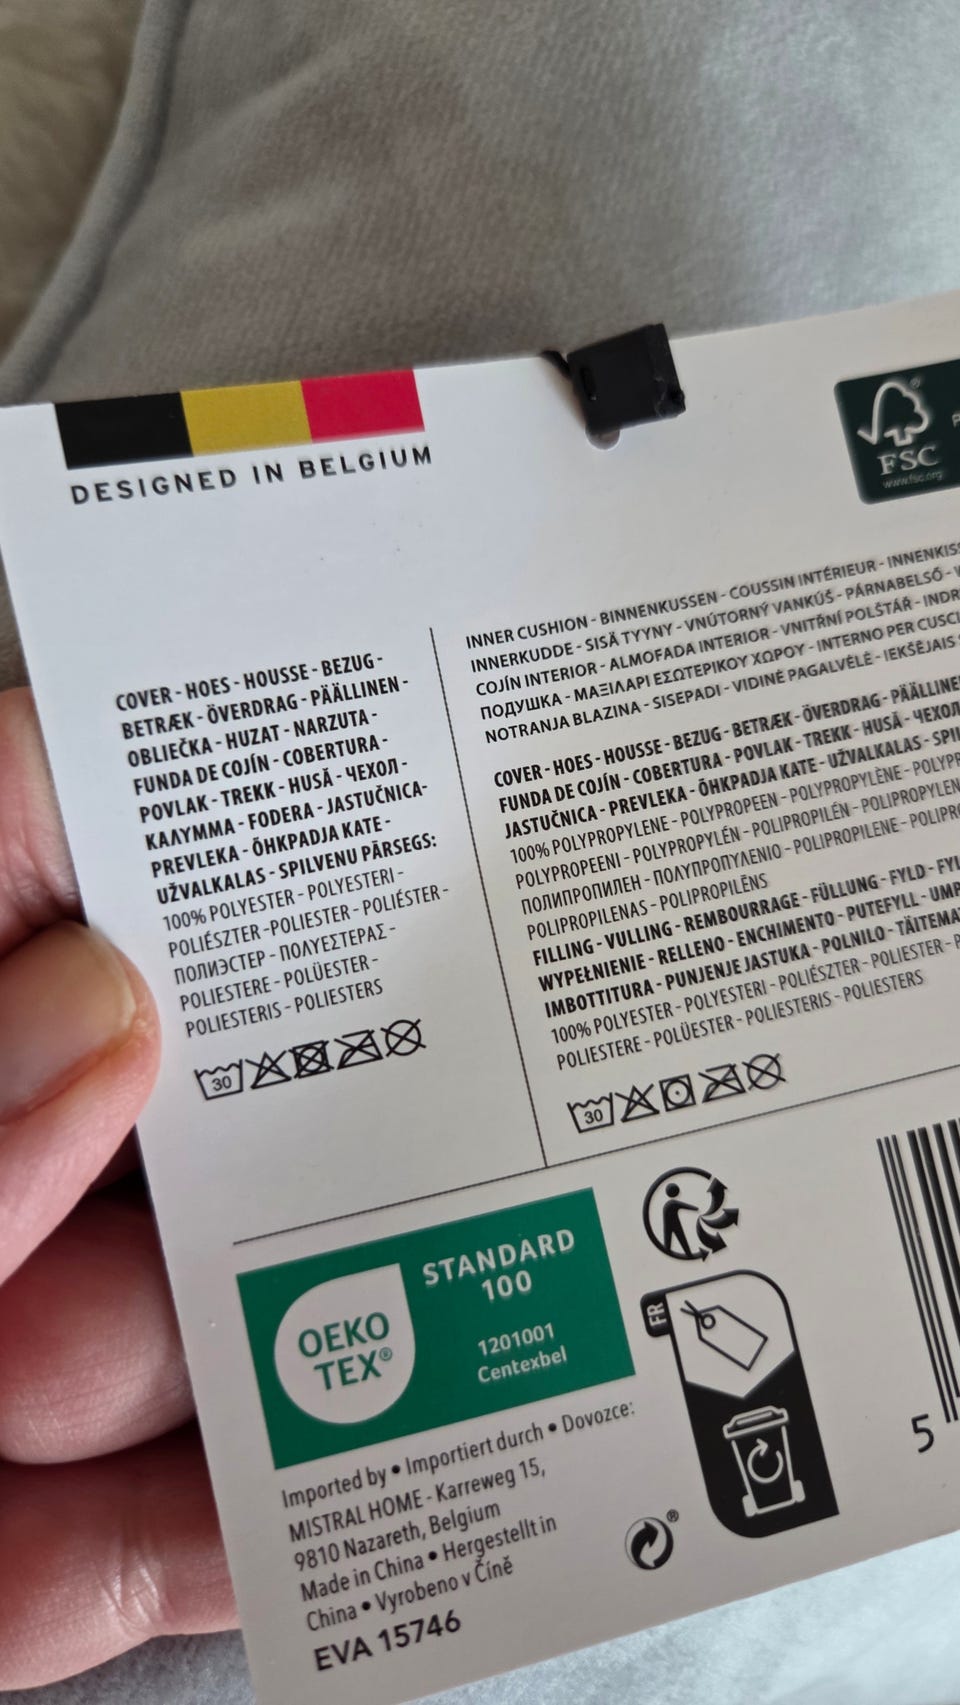 DESIGNED IN BELGIUM
FSC
www.fsc.org
COVER - HOES - HOUSSE - BEZUG -
BETRÆK - ÖVERDRAG - PÄÄLLINEN -
OBLIEČKA - HUZAT - NARZUTA -
FUNDA DE COJÍN - COBERTURA -
POVLAK - TREKK - HUSĂ - ЧЕХОЛ -
ΚΑΛΥΜΜΑ - FODERA - JASTUČNICA-
PREVLEKA - ÕHKPADJA KATE -
UŽVALKALAS - SPILVENU PĀRSEGS:
100% POLYESTER - POLYESTERI -
POLIÉSZTER -POLIESTER - POLIÉSTER -
ПОЛИЭСТЕР - ΠΟΛΥΕΣΤΕΡΑΣ -
POLIESTERE - POLÜESTER -
POLIESTERIS - POLIESTERS
30
INNER CUSHION - BINNENKUSSEN - COUSSIN INTÉRIEUR - INNENKISS
INNERKUDDE - SISÄ TYYNY - VNÚTORNÝ VANKÚŠ - PÁRNABELSŐ -
COJÍN INTERIOR - ALMOFADA INTERIOR - VNITŘNÍ POLŠTÁŘ - INDR
ПОДУШКА - ΜΑΞΙΛΑΡΙ ΕΣΩΤΕΡΙΚΟΥ ΧΩΡΟΥ - INTERNO PER CUSCI
NOTRANJA BLAZINA - SISEPADI - VIDINĖ PAGALVĖLĖ - IEKŠĒJAIS
COVER - HOES - HOUSSE - BEZUG - BETRÆK - ÖVERDRAG - PÄÄLLINE
FUNDA DE COJÍN - COBERTURA - POVLAK - TREKK - HUSĂ - ЧЕХОЛ
JASTUČNICA - PREVLEKA - ÕHKPADJA KATE - UŽVALKALAS - SPIL
100% POLYPROPYLENE - POLYPROPEEN - POLYPROPYLÈNE - POLYPR
POLYPROPEENI - POLYPROPYLÉN - POLIPROPILÉN - POLIPROPYLEN
ПОЛИПРОПИЛЕН - ΠΟΛΥΠΡΟΠΥΛΕΝΙΟ - POLIPROPILENE - POLIPRO
POLIPROPILENAS - POLIPROPILĒNS
FILLING - VULLING - REMBOURRAGE - FÜLLUNG - FYLD - FYL
WYPEŁNIENIE - RELLENO - ENCHIMENTO - PUTEFYLL - UMP
IMBOTTITURA - PUNJENJE JASTUKA - POLNILO - TÄITEMA
100% POLYESTER - POLYESTERI - POLIÉSZTER - POLIESTER - P
POLIESTERE - POLÜESTER - POLIESTERIS - POLIESTERS
30
OEKO
TEX®
STANDARD
100
1201001
Centexbel
FR
Imported by • Importiert durch • Dovozce:
MISTRAL HOME - Karreweg 15,
9810 Nazareth, Belgium
Made in China • Hergestellt in
China • Vyrobeno v Číně
EVA 15746
5